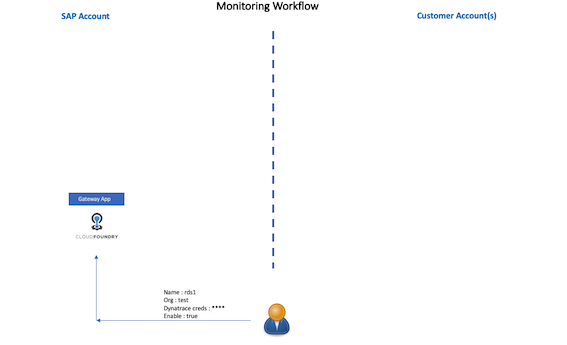 Monitoring Workflow
SAP Account
Customer Account(s)
Gateway App
CLOUDFOUNDRY
Name : rds1
Org : test
Dynatrace creds : ****
Enable : true